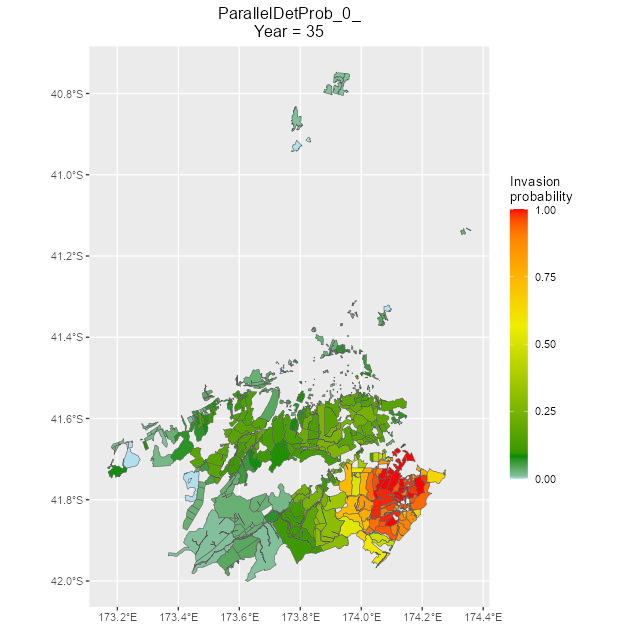 ParallelDetProb_0_
Year = 35
40.8°S
41.0°S
41.2°S
41.4°S
41.6°S
41.8°S
42.0°S
173.2°E
173.4°E
173.6°E
173.8°E
174.0°E
174.2°E
174.4°E
Invasion
probability
1.00
0.75
0.50
0.25
0.00